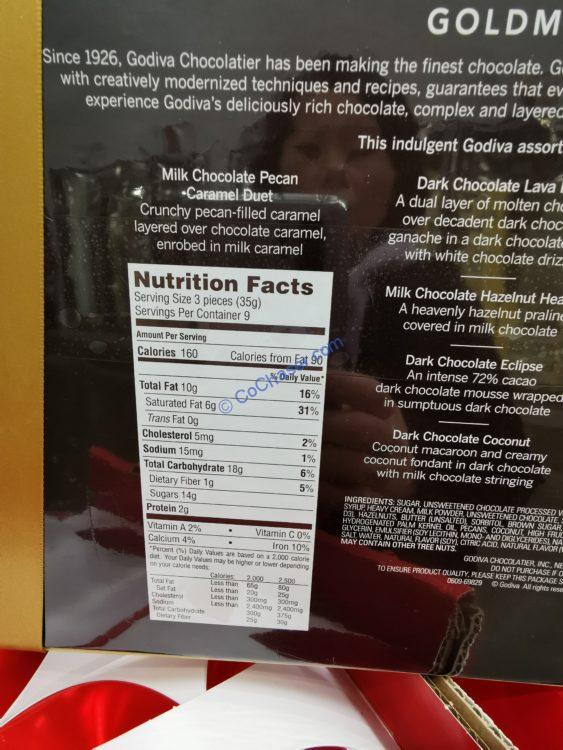 GOLDM
Since 1926, Godiva Chocolatier has been making the finest chocolate. G
with creatively modernized techniques and recipes, guarantees that ev
experience Godiva's deliciously rich chocolate, complex and layered
This indulgent Godiva assort
Milk Chocolate Pecan
•Caramel Duet
Crunchy pecan-filled caramel
layered over chocolate caramel,
enrobed in milk caramel
Nutrition Facts
Serving Size 3 pieces (35g)
Servings Per Container 9
Amount Per Serving
Calories 160 Calories from Fat 90
% Daily Value*
Total Fat 10g 16%
Saturated Fat 6g 31%
Trans Fat 0g
Cholesterol 5mg 2%
Sodium 15mg 1%
Total Carbohydrate 18g 6%
Dietary Fiber 1g 5%
Sugars 14g
Protein 2g
Vitamin A 2% • Vitamin C 0%
Calcium 4% • Iron 10%
*Percent (%) Daily Values are based on a 2,000 calorie
diet. Your Daily Values may be higher or lower depending
on your calorie needs:
Calories: 2,000 2,500
Total Fat Less than 65g 80g
Sat Fat Less than 20g 25g
Cholesterol Less than 300mg 300mg
Sodium Less than 2,400mg 2,400mg
Total Carbohydrate 300g 375g
Dietary Fiber 25g 30g
© CoChaser.com
Dark Chocolate Lava
A dual layer of molten cho
over decadent dark choc
ganache in a dark chocolate
with white chocolate driz
Milk Chocolate Hazelnut Hea
A heavenly hazelnut praline
covered in milk chocolate
Dark Chocolate Eclipse
An intense 72% cacao
dark chocolate mousse wrapped
in sumptuous dark chocolate
Dark Chocolate Coconut
Coconut macaroon and creamy
coconut fondant in dark chocolate
with milk chocolate stringing
INGREDIENTS: SUGAR, UNSWEETENED CHOCOLATE PROCESSED W
SYRUP, HEAVY CREAM, MILK POWDER, UNSWEETENED CHOCOLATE,
HAZELNUTS, BUTTER (UNSALTED), SORBITOL, BROWN SUGAR,
HYDROGENATED PALM KERNEL OIL, PECANS, COCONUT, HIGH FRUC
GLYCERIN, EMULSIFIER (SOY LECITHIN, MONO- AND DIGLYCERIDES), NA
SALT, WATER, NATURAL FLAVOR (SOY), CITRIC ACID, NATURAL FLAVOR
MAY CONTAIN OTHER TREE NUTS.
GODIVA CHOCOLATIER, INC., NE
DO NOT PURCHASE IF
TO ENSURE PRODUCT QUALITY, PLEASE KEEP THIS PACKAGE S
0609-69829 © Godiva All rights rese